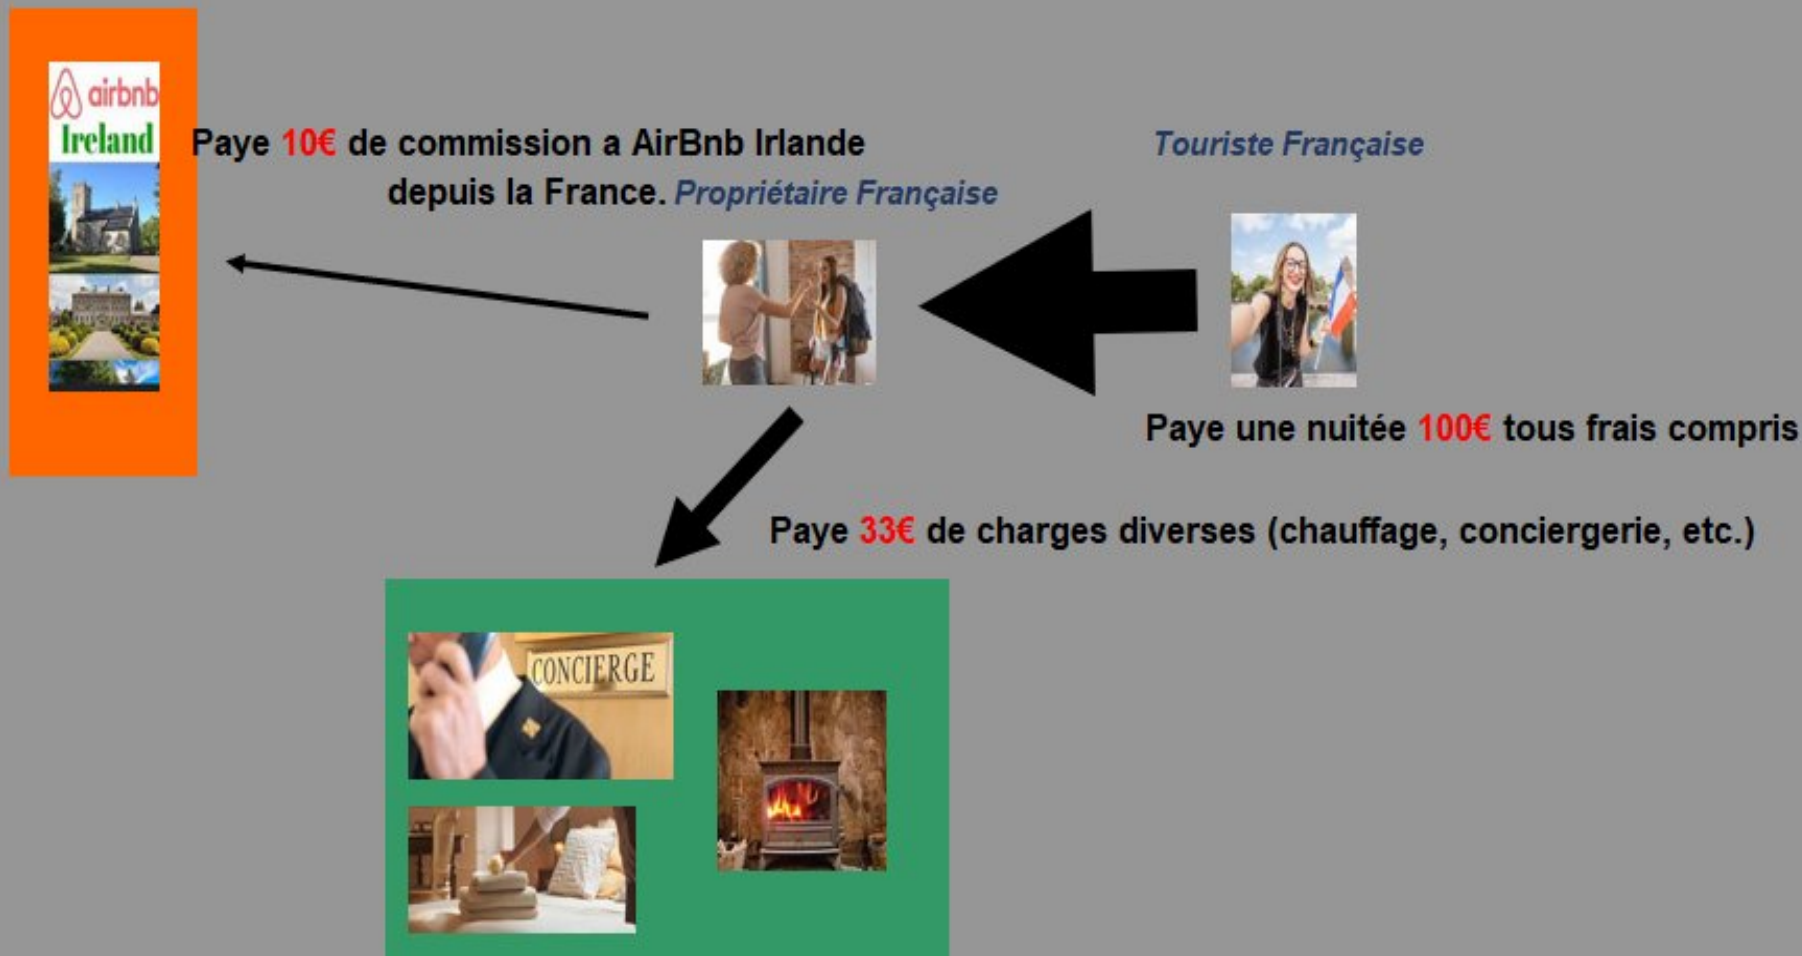 airbnb
Ireland
Paye 10€ de commission a AirBnb Irlande
depuis la France. Propriétaire Française
Touriste Française
Paye une nuitée 100€ tous frais compris
Paye 33€ de charges diverses (chauffage, conciergerie, etc.)
CONCIERGE